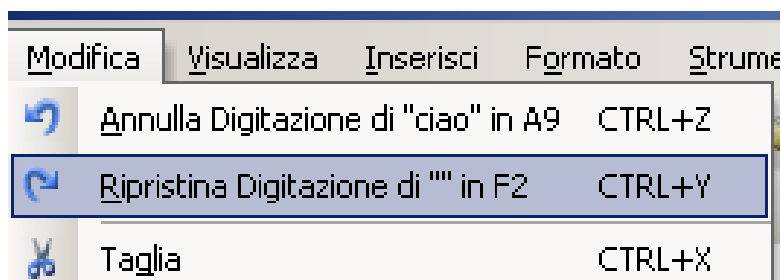 Modifica Visualizza Inserisci Formato Strume
Annulla Digitazione di "ciao" in A9 CTRL+Z
Ripristina Digitazione di "" in F2 CTRL+Y
Taglia CTRL+X